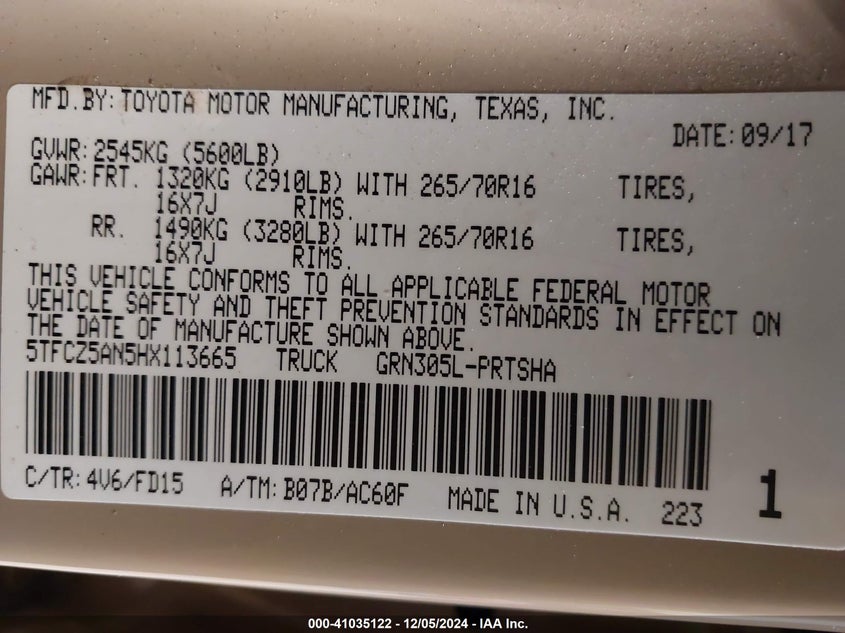 MFD.BY:TOYOTA MOTOR MANUFACTURING, TEXAS, INC.
DATE:09/17
GVWR:2545KG (5600LB)
GAWR:FRT. 1320KG (2910LB) WITH 265/70R16 TIRES,
16X7J RIMS.
RR. 1490KG (3280LB) WITH 265/70R16 TIRES,
16X7J RIMS.
THIS VEHICLE CONFORMS TO ALL APPLICABLE FEDERAL MOTOR
VEHICLE SAFETY AND THEFT PREVENTION STANDARDS IN EFFECT ON
THE DATE OF MANUFACTURE SHOWN ABOVE.
5TFCZ5AN5HX113665 TRUCK GRN305L-PRTSHA
C/TR:4V6/FD15 A/TM:B07B/AC60F MADE IN U.S.A. 223 1
000-41035122 - 12/05/2024 - IAA Inc.